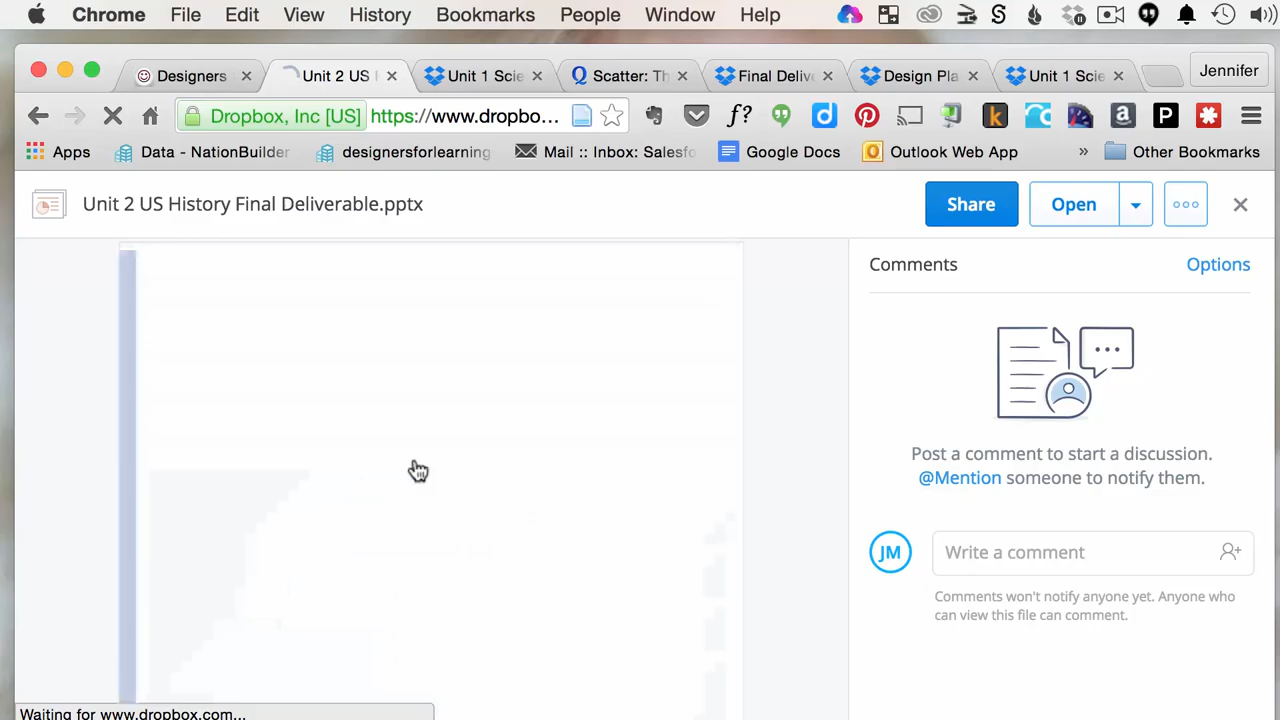 Chrome File Edit View History Bookmarks People Window Help
Designers Unit 2 US Unit 1 Scie Scatter: Th Final Delive Design Pla Unit 1 Scie Jennifer
Dropbox, Inc [US] https://www.dropbo... f?
Apps Data - NationBuilder designersforlearning Mail :: Inbox: Salesfo Google Docs Outlook Web App » Other Bookmarks
Unit 2 US History Final Deliverable.pptx Share Open
Comments Options
Post a comment to start a discussion.
@Mention someone to notify them.
JM Write a comment
Comments won't notify anyone yet. Anyone who
can view this file can comment.
Waiting for www.dropbox.com...